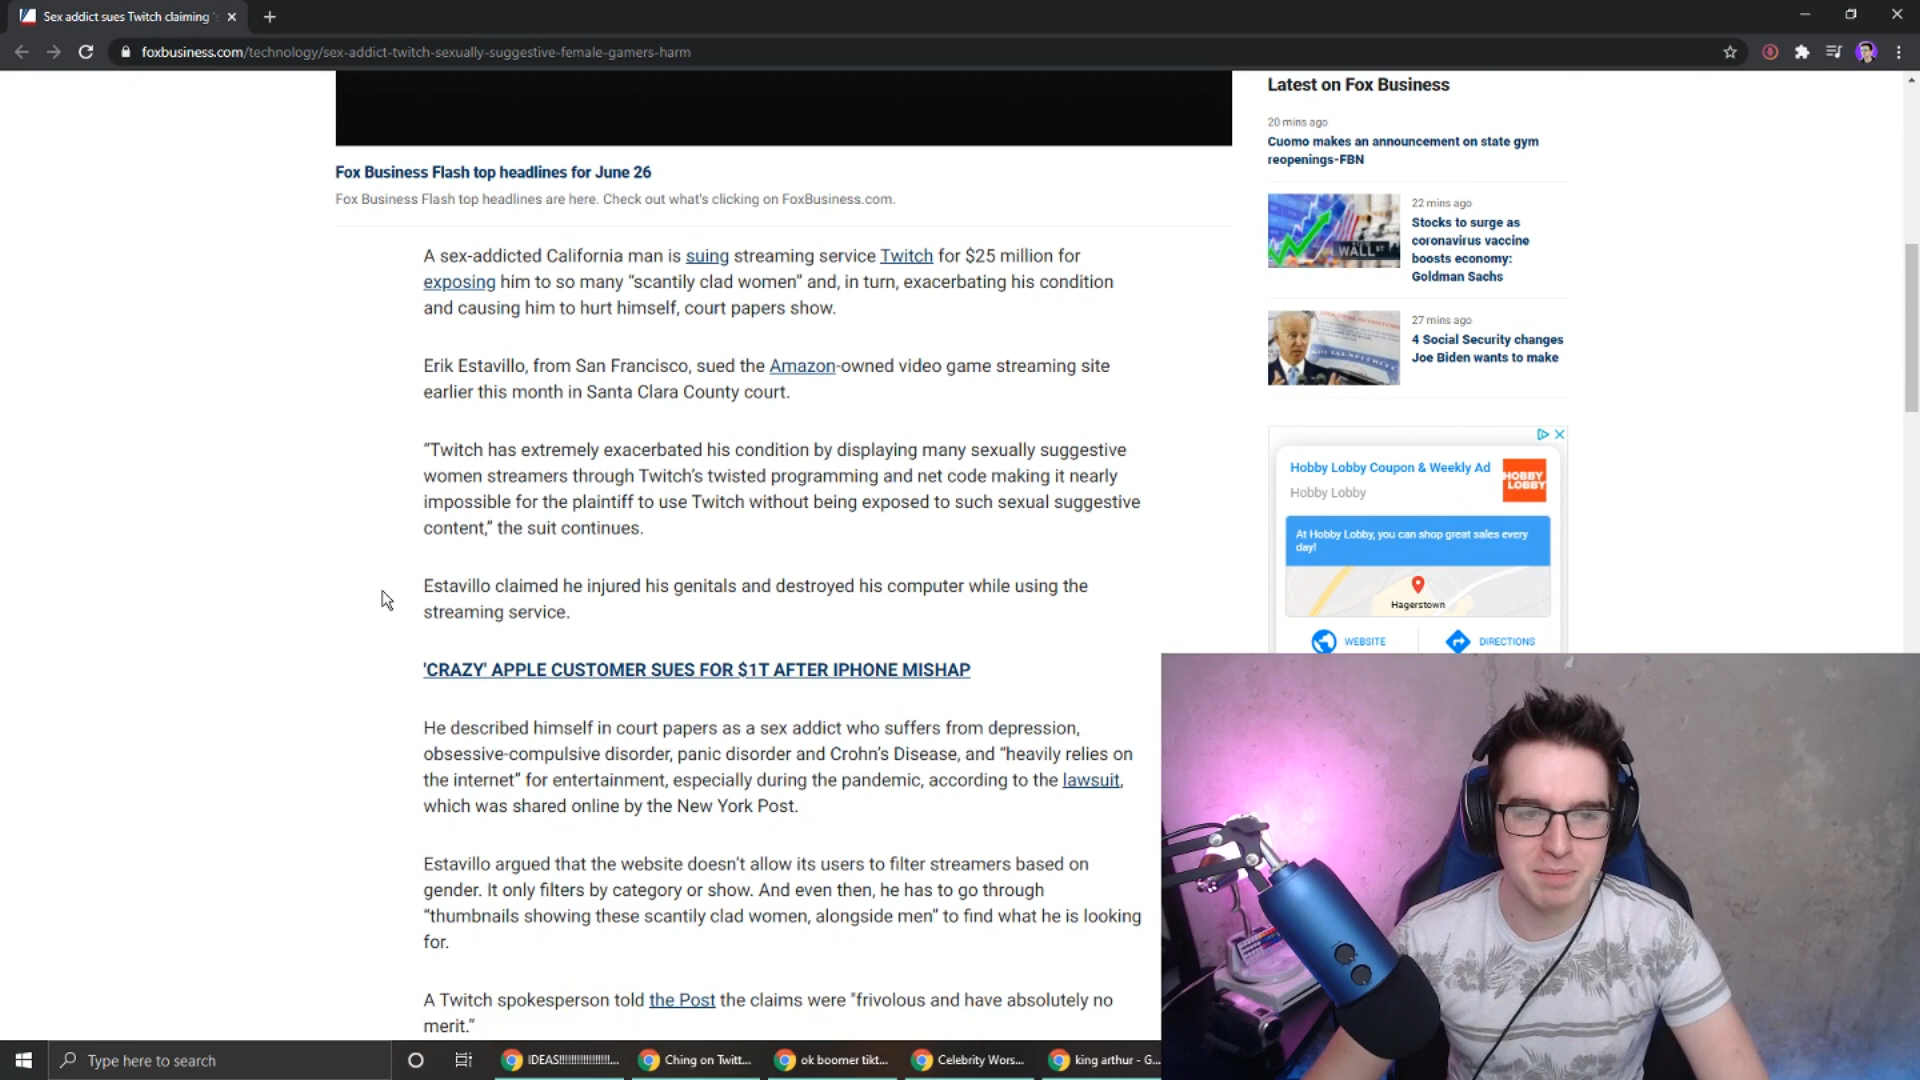 Sex addict sues Twitch claiming '
foxbusiness.com/technology/sex-addict-twitch-sexually-suggestive-female-gamers-harm
Fox Business Flash top headlines for June 26
Fox Business Flash top headlines are here. Check out what's clicking on FoxBusiness.com.
A sex-addicted California man is suing streaming service Twitch for $25 million for
exposing him to so many “scantily clad women” and, in turn, exacerbating his condition
and causing him to hurt himself, court papers show.
Erik Estavillo, from San Francisco, sued the Amazon-owned video game streaming site
earlier this month in Santa Clara County court.
“Twitch has extremely exacerbated his condition by displaying many sexually suggestive
women streamers through Twitch’s twisted programming and net code making it nearly
impossible for the plaintiff to use Twitch without being exposed to such sexual suggestive
content,” the suit continues.
Estavillo claimed he injured his genitals and destroyed his computer while using the
streaming service.
'CRAZY' APPLE CUSTOMER SUES FOR $1T AFTER IPHONE MISHAP
He described himself in court papers as a sex addict who suffers from depression,
obsessive-compulsive disorder, panic disorder and Crohn’s Disease, and “heavily relies on
the internet” for entertainment, especially during the pandemic, according to the lawsuit,
which was shared online by the New York Post.
Estavillo argued that the website doesn’t allow its users to filter streamers based on
gender. It only filters by category or show. And even then, he has to go through
“thumbnails showing these scantily clad women, alongside men” to find what he is looking
for.
A Twitch spokesperson told the Post the claims were "frivolous and have absolutely no
merit.”
Latest on Fox Business
20 mins ago
Cuomo makes an announcement on state gym
reopenings-FBN
22 mins ago
Stocks to surge as
coronavirus vaccine
boosts economy:
Goldman Sachs
WALL ST
27 mins ago
4 Social Security changes
Joe Biden wants to make
Hobby Lobby Coupon & Weekly Ad
Hobby Lobby
HOBBY
LOBBY
At Hobby Lobby, you can shop great sales every
day!
Hagerstown
WEBSITE
DIRECTIONS
Type here to search
IDEAS!!!!!!!!!!!!!!!!!!...
Ching on Twitt...
ok boomer tikt...
Celebrity Wors...
king arthur - G...